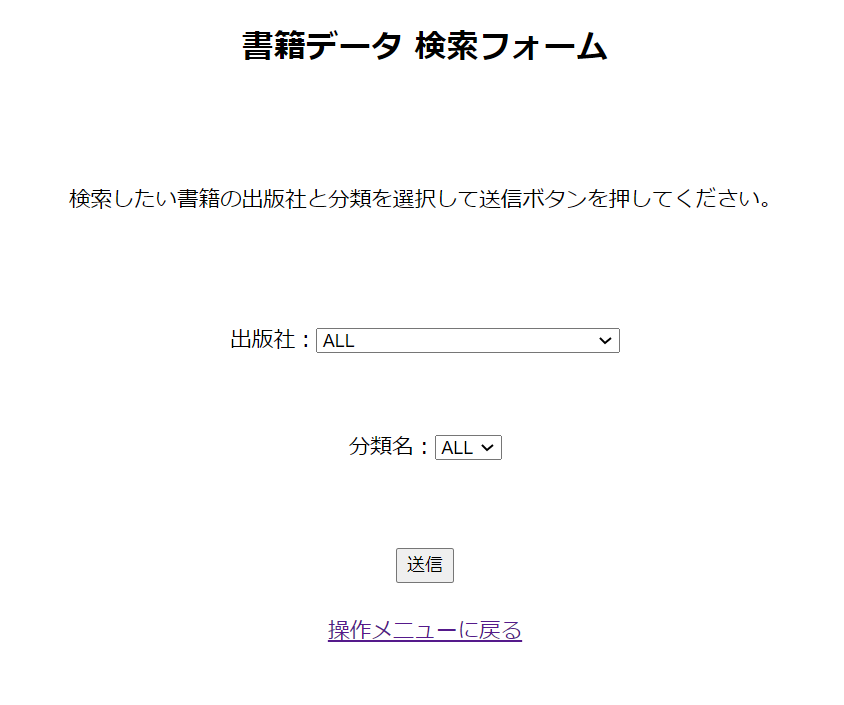 書籍データ 検索フォーム
検索したい書籍の出版社と分類を選択して送信ボタンを押してください。
出版社：ALL
分類名：ALL
送信
操作メニューに戻る